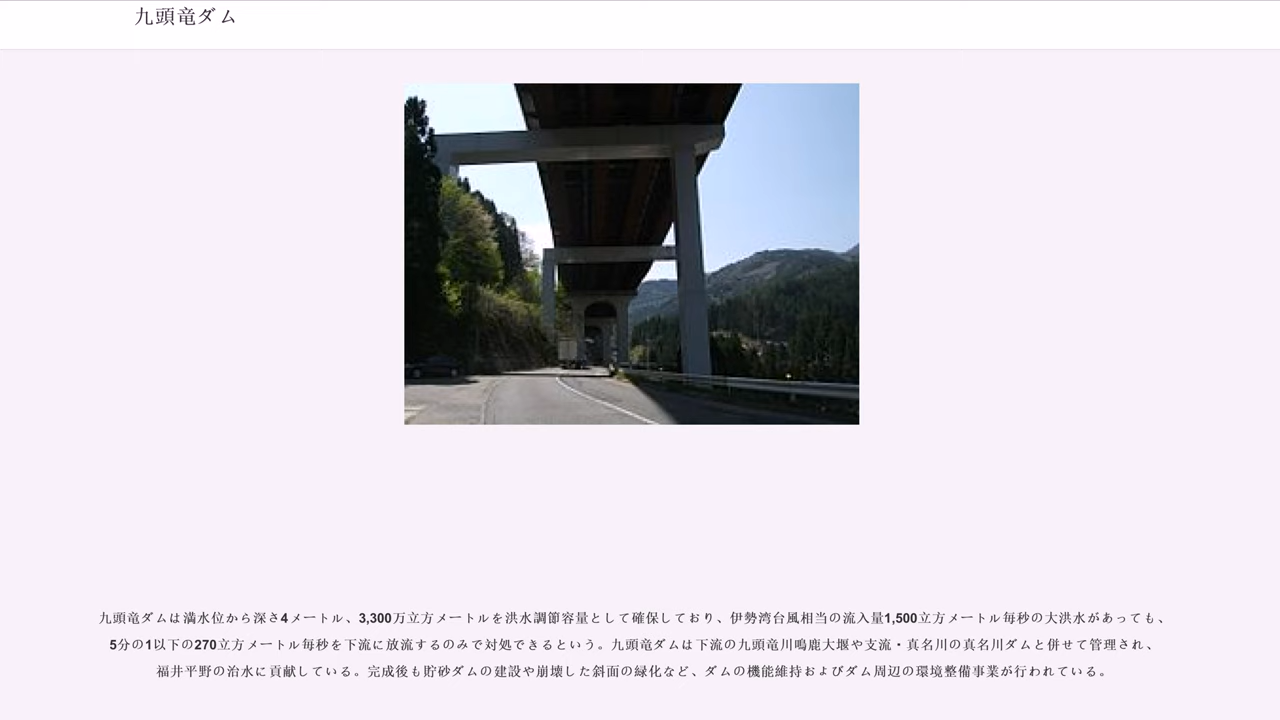 九頭竜ダム
九頭竜ダムは満水位から深さ4メートル、3,300万立方メートルを洪水調節容量として確保しており、伊勢湾台風相当の流入量1,500立方メートル毎秒の大洪水があっても、
5分の1以下の270立方メートル毎秒を下流に放流するのみで対処できるという。九頭竜ダムは下流の九頭竜川鳴鹿大堰や支流・真名川の真名川ダムと併せて管理され、
福井平野の治水に貢献している。完成後も貯砂ダムの建設や崩壊した斜面の緑化など、ダムの機能維持およびダム周辺の環境整備事業が行われている。